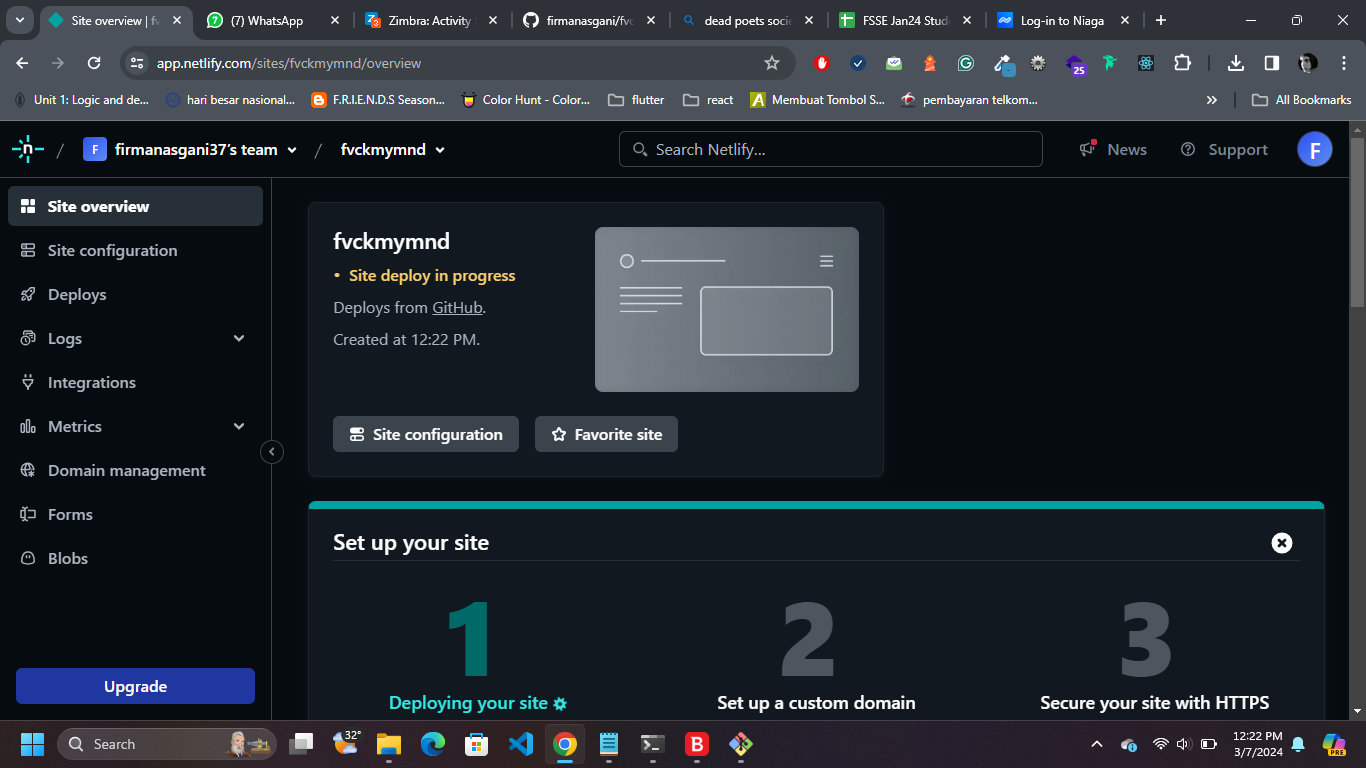 Site overview | fv
(7) WhatsApp
Zimbra: Activity S
firmanasgani/fvc
dead poets socie
FSSE Jan24 Stude
Log-in to Niaga
app.netlify.com/sites/fvckmymnd/overview
25
Unit 1: Logic and de...
hari besar nasional...
F.R.I.E.N.D.S Season...
Color Hunt - Color...
flutter
react
Membuat Tombol S...
pembayaran telkom...
All Bookmarks
F firmanasgani37's team
/ fvckmymnd
Search Netlify...
News
Support
F
Site overview
Site configuration
Deploys
Logs
Integrations
Metrics
Domain management
Forms
Blobs
Upgrade
fvckmymnd
• Site deploy in progress
Deploys from GitHub.
Created at 12:22 PM.
Site configuration
Favorite site
Set up your site
1
Deploying your site
2
Set up a custom domain
3
Secure your site with HTTPS
Search
32°
12:22 PM
3/7/2024
PRE